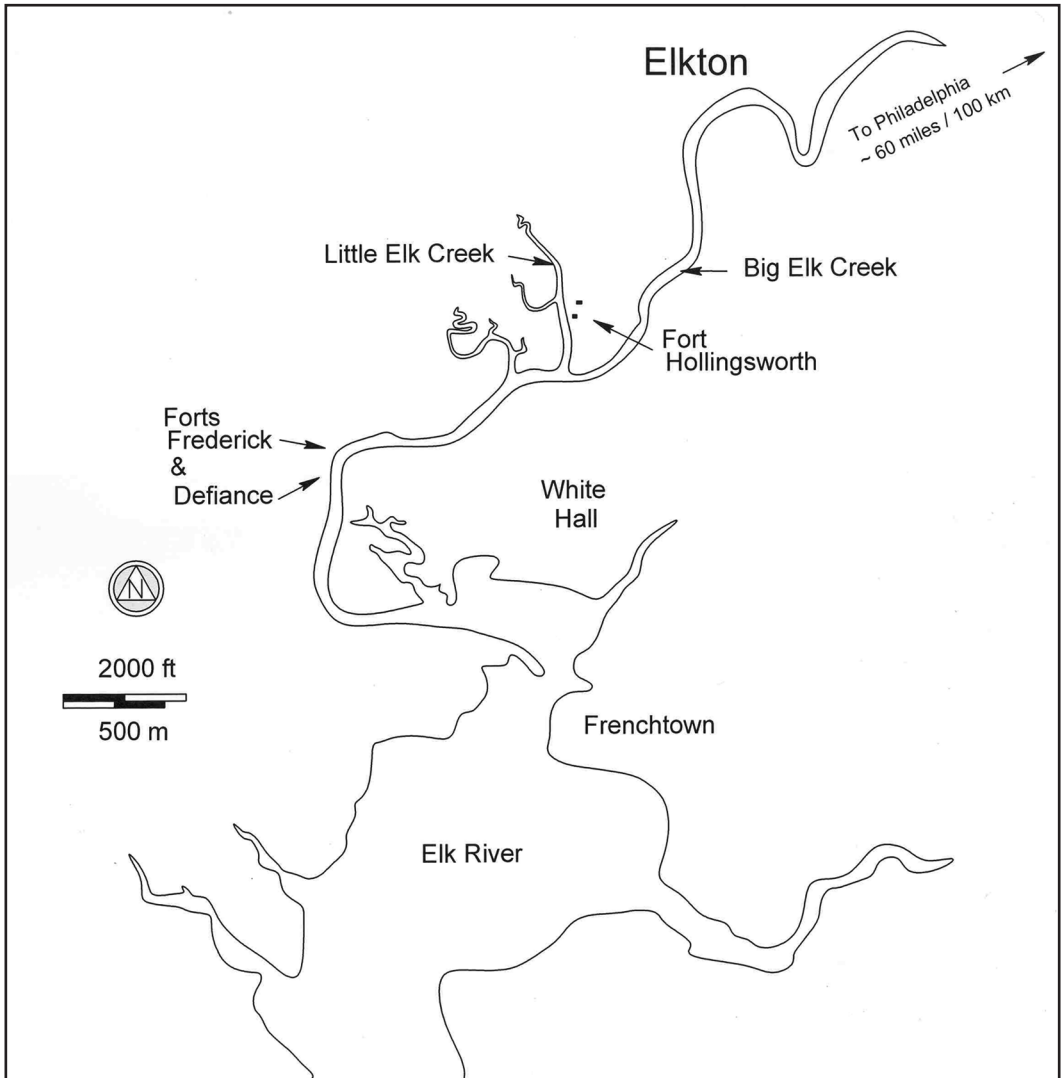 Elkton
To Philadelphia
~ 60 miles / 100 km
Little Elk Creek
Big Elk Creek
Fort
Hollingsworth
Forts
Frederick
&
Defiance
White
Hall
N
2000 ft
500 m
Frenchtown
Elk River